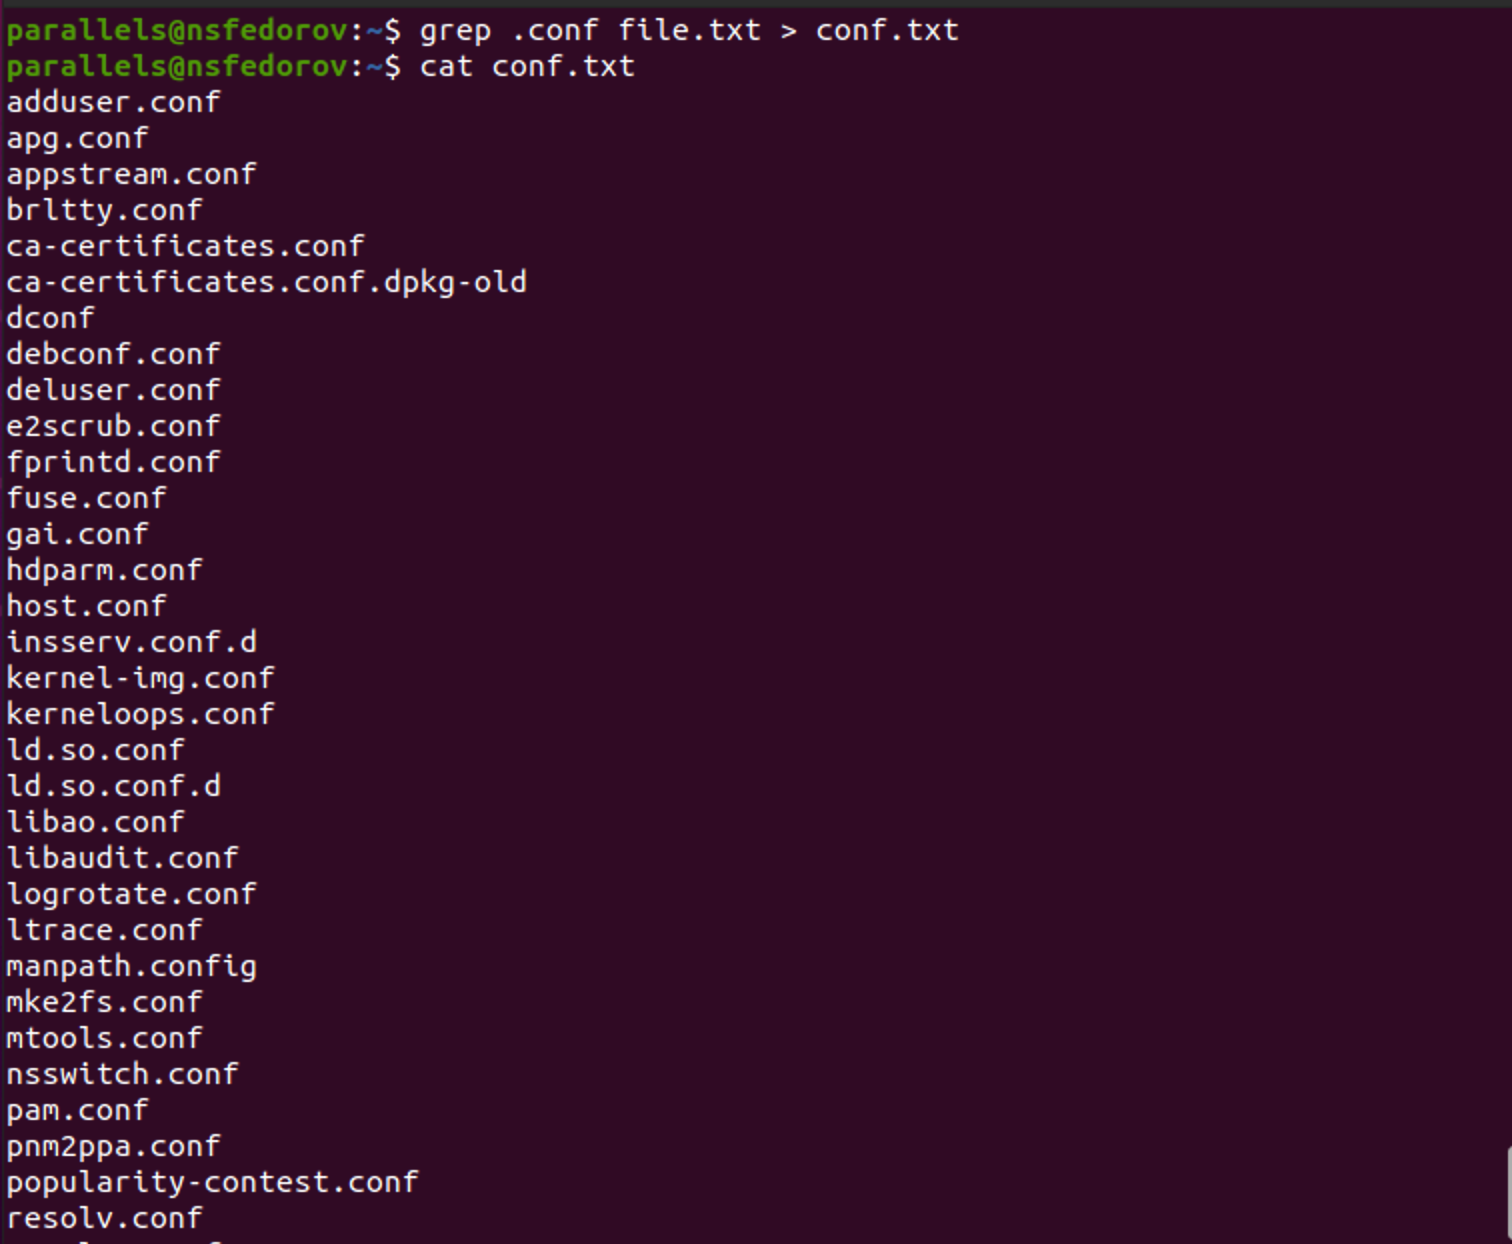 parallels@nsfedorov:~$ grep .conf file.txt > conf.txt
parallels@nsfedorov:~$ cat conf.txt
adduser.conf
apg.conf
appstream.conf
brltty.conf
ca-certificates.conf
ca-certificates.conf.dpkg-old
dconf
debconf.conf
deluser.conf
e2scrub.conf
fprintd.conf
fuse.conf
gai.conf
hdparm.conf
host.conf
insserv.conf.d
kernel-img.conf
kerneloops.conf
ld.so.conf
ld.so.conf.d
libao.conf
libaudit.conf
logrotate.conf
ltrace.conf
manpath.config
mke2fs.conf
mtools.conf
nsswitch.conf
pam.conf
pnm2ppa.conf
popularity-contest.conf
resolv.conf